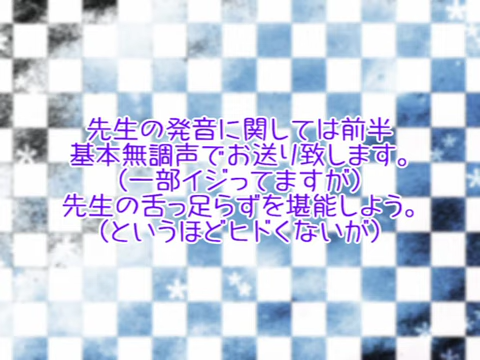 先生の発音に関しては前半
基本無調声でお送り致します。
(一部イジってますが)
先生の舌っ足らずを堪能しよう。
(というほどヒドくないが)